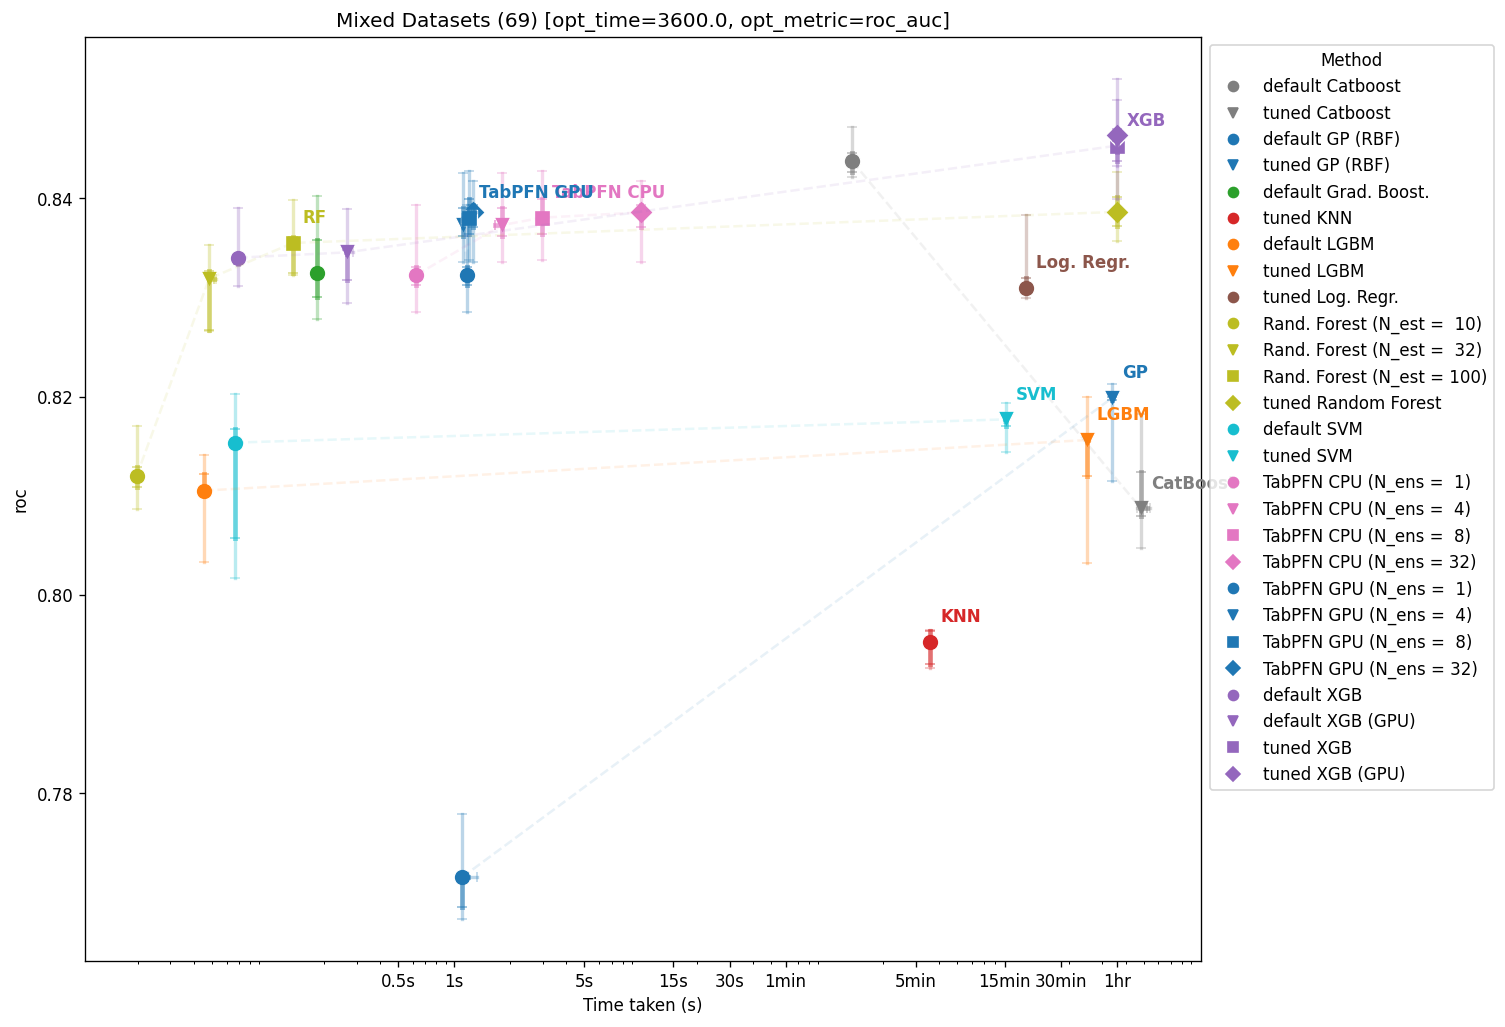 Mixed Datasets (69) [opt_time=3600.0, opt_metric=roc_auc]
roc
0.84
0.82
0.80
0.78
XGB
TabPFN GPU
TabPFN CPU
RF
Log. Regr.
GP
SVM
LGBM
CatBoos
KNN
0.5s 1s 5s 15s 30s 1min 5min 15min 30min 1hr
Time taken (s)
Method
default Catboost
tuned Catboost
default GP (RBF)
tuned GP (RBF)
default Grad. Boost.
tuned KNN
default LGBM
tuned LGBM
tuned Log. Regr.
Rand. Forest (N_est =  10)
Rand. Forest (N_est =  32)
Rand. Forest (N_est = 100)
tuned Random Forest
default SVM
tuned SVM
TabPFN CPU (N_ens =  1)
TabPFN CPU (N_ens =  4)
TabPFN CPU (N_ens =  8)
TabPFN CPU (N_ens = 32)
TabPFN GPU (N_ens =  1)
TabPFN GPU (N_ens =  4)
TabPFN GPU (N_ens =  8)
TabPFN GPU (N_ens = 32)
default XGB
default XGB (GPU)
tuned XGB
tuned XGB (GPU)